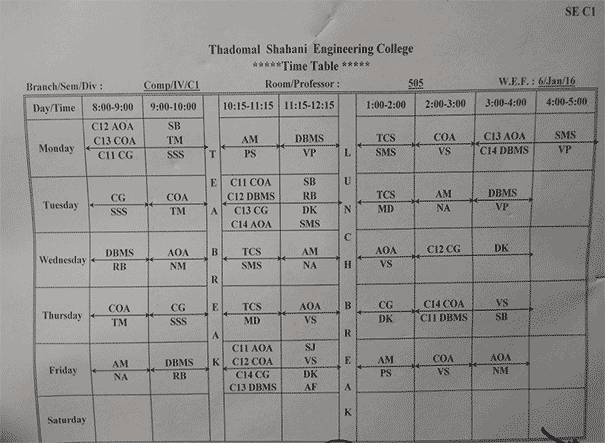 SE C1
Thadomal Shahani Engineering College
*****Time Table *****
Branch/Sem/Div : Comp/IV/C1 Room/Professor : 505 W.E.F. : 6/Jan/16
Day/Time 8:00-9:00 9:00-10:00 10:15-11:15 11:15-12:15 1:00-2:00 2:00-3:00 3:00-4:00 4:00-5:00
TEA BREAK
LUNCH BREAK
C12 AOA SB
Monday C13 COA TM AM DBMS TCS COA C13 AOA SMS
C11 CG SSS PS VP SMS VS C14 DBMS VP
C11 COA SB
Tuesday CG COA C12 DBMS RB TCS AM DBMS
SSS TM C13 CG DK MD NA VP
C14 AOA SMS
Wednesday DBMS AOA TCS AM AOA C12 CG DK
RB NM SMS NA VS
Thursday COA CG TCS AOA CG C14 COA VS
TM SSS MD VS DK C11 DBMS SB
C11 AOA SJ
Friday AM DBMS C12 COA VS AM COA AOA
NA RB C14 CG DK PS VS NM
C13 DBMS AF
Saturday